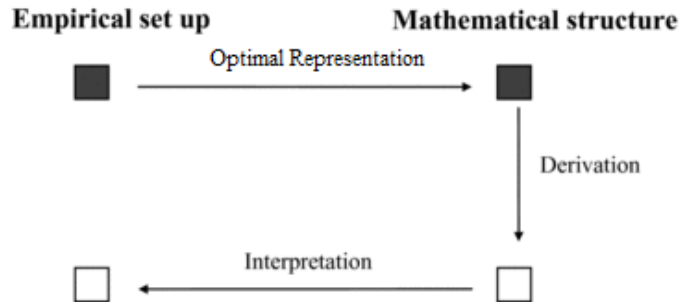 Empirical set up
Mathematical structure
Optimal Representation
Derivation
Interpretation